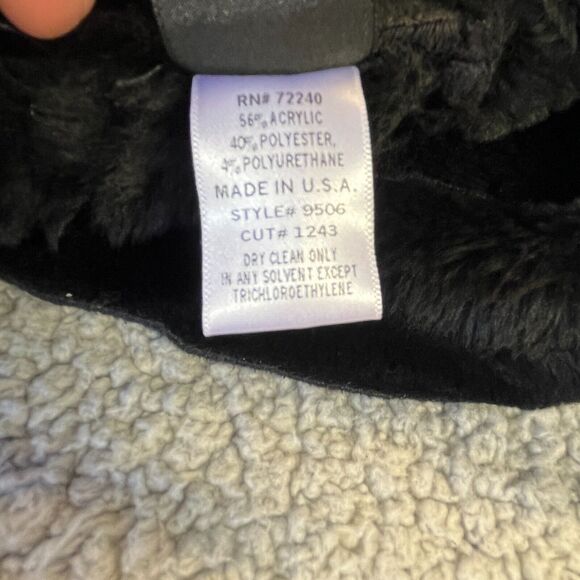 RN# 72240
56% ACRYLIC
40% POLYESTER,
4% POLYURETHANE
MADE IN U.S.A.
STYLE# 9506
CUT# 1243
DRY CLEAN ONLY
IN ANY SOLVENT EXCEPT
TRICHLOROETHYLENE